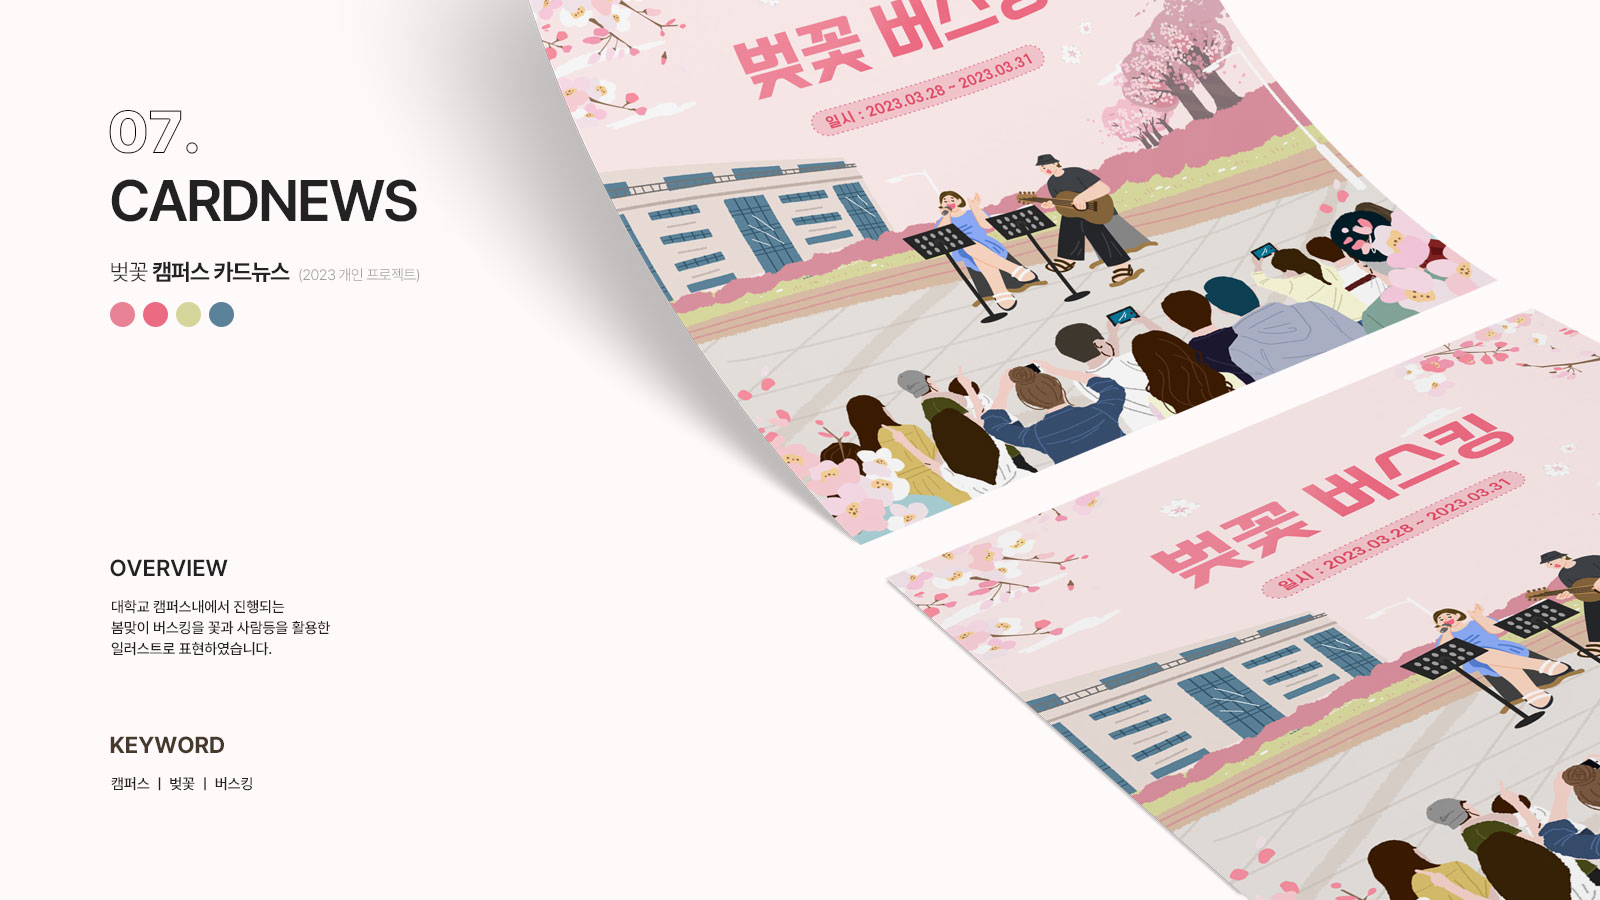 07.
CARDNEWS
벚꽃 캠퍼스 카드뉴스 (2023 개인 프로젝트)
OVERVIEW
대학교 캠퍼스내에서 진행되는
봄맞이 버스킹을 꽃과 사람등을 활용한
일러스트로 표현하였습니다.
KEYWORD
캠퍼스 | 벚꽃 | 버스킹
벚꽃 버스킹
일시 : 2023.03.28 ~ 2023.03.31
벚꽃 버스킹
일시 : 2023.03.28 ~ 2023.03.31